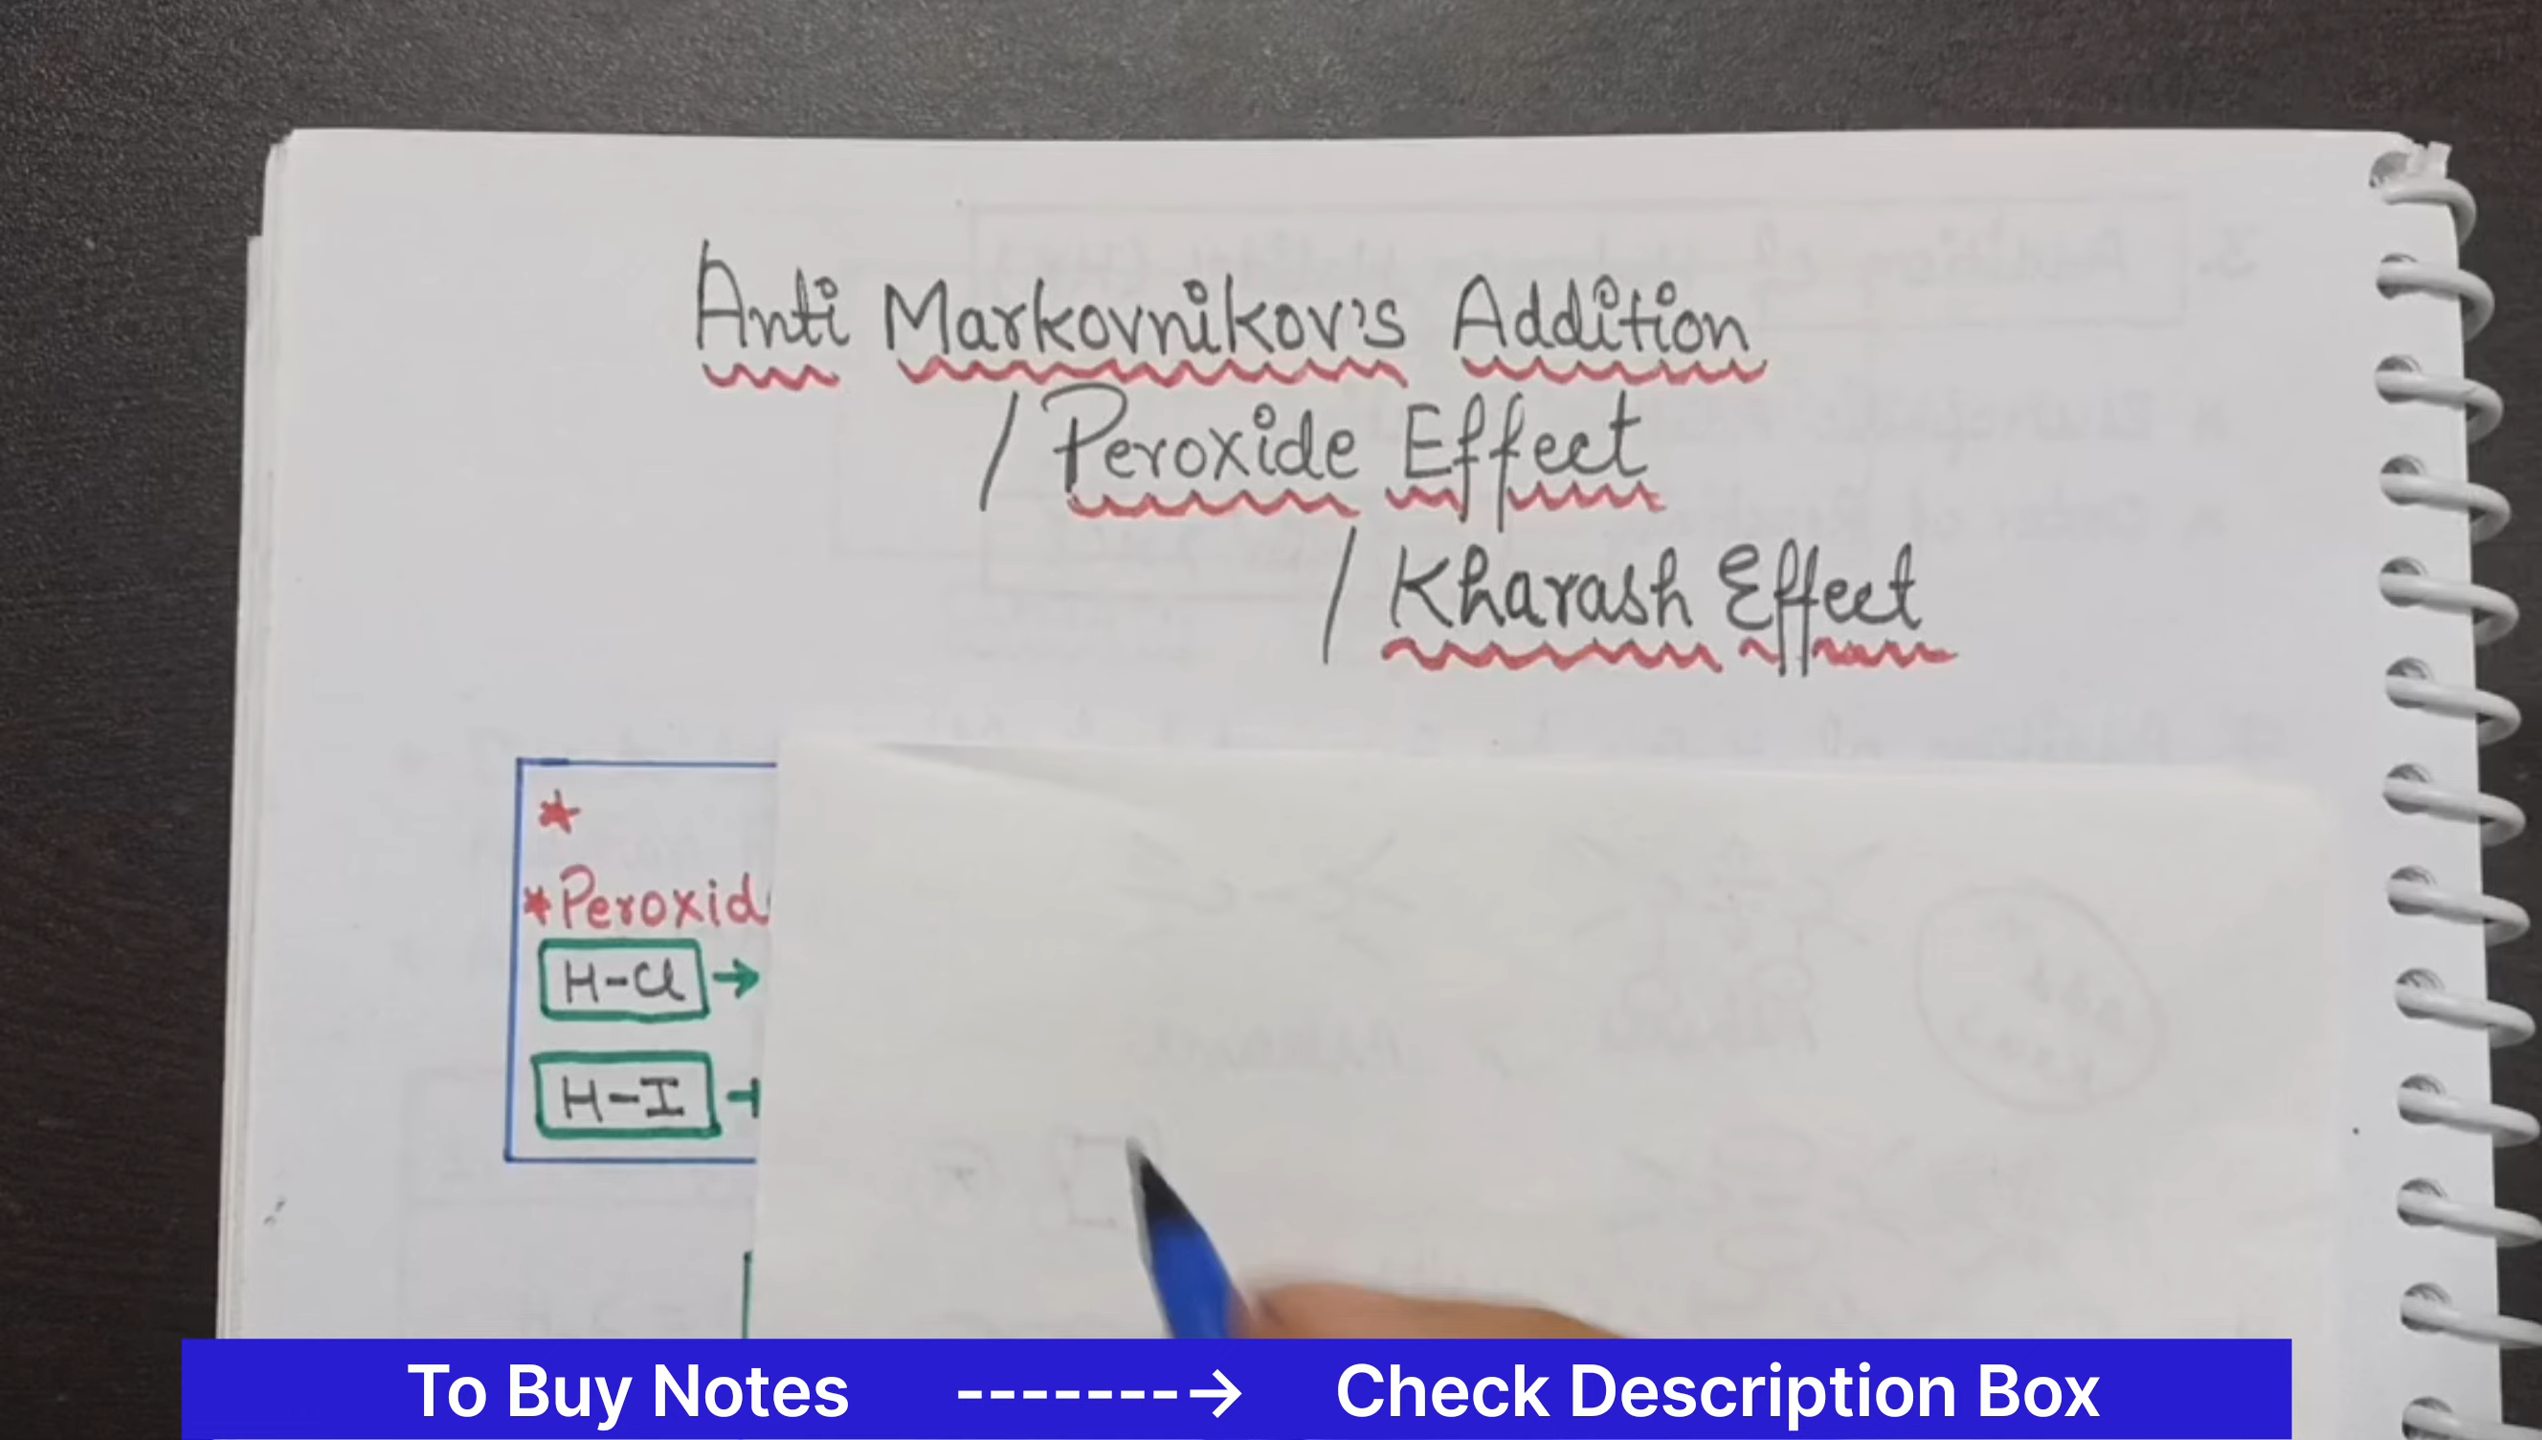 Anti Markovnikov's Addition
/ Peroxide Effect
/ Kharash Effect
*
*Peroxid
H-Cl →
H-I
To Buy Notes -------→ Check Description Box